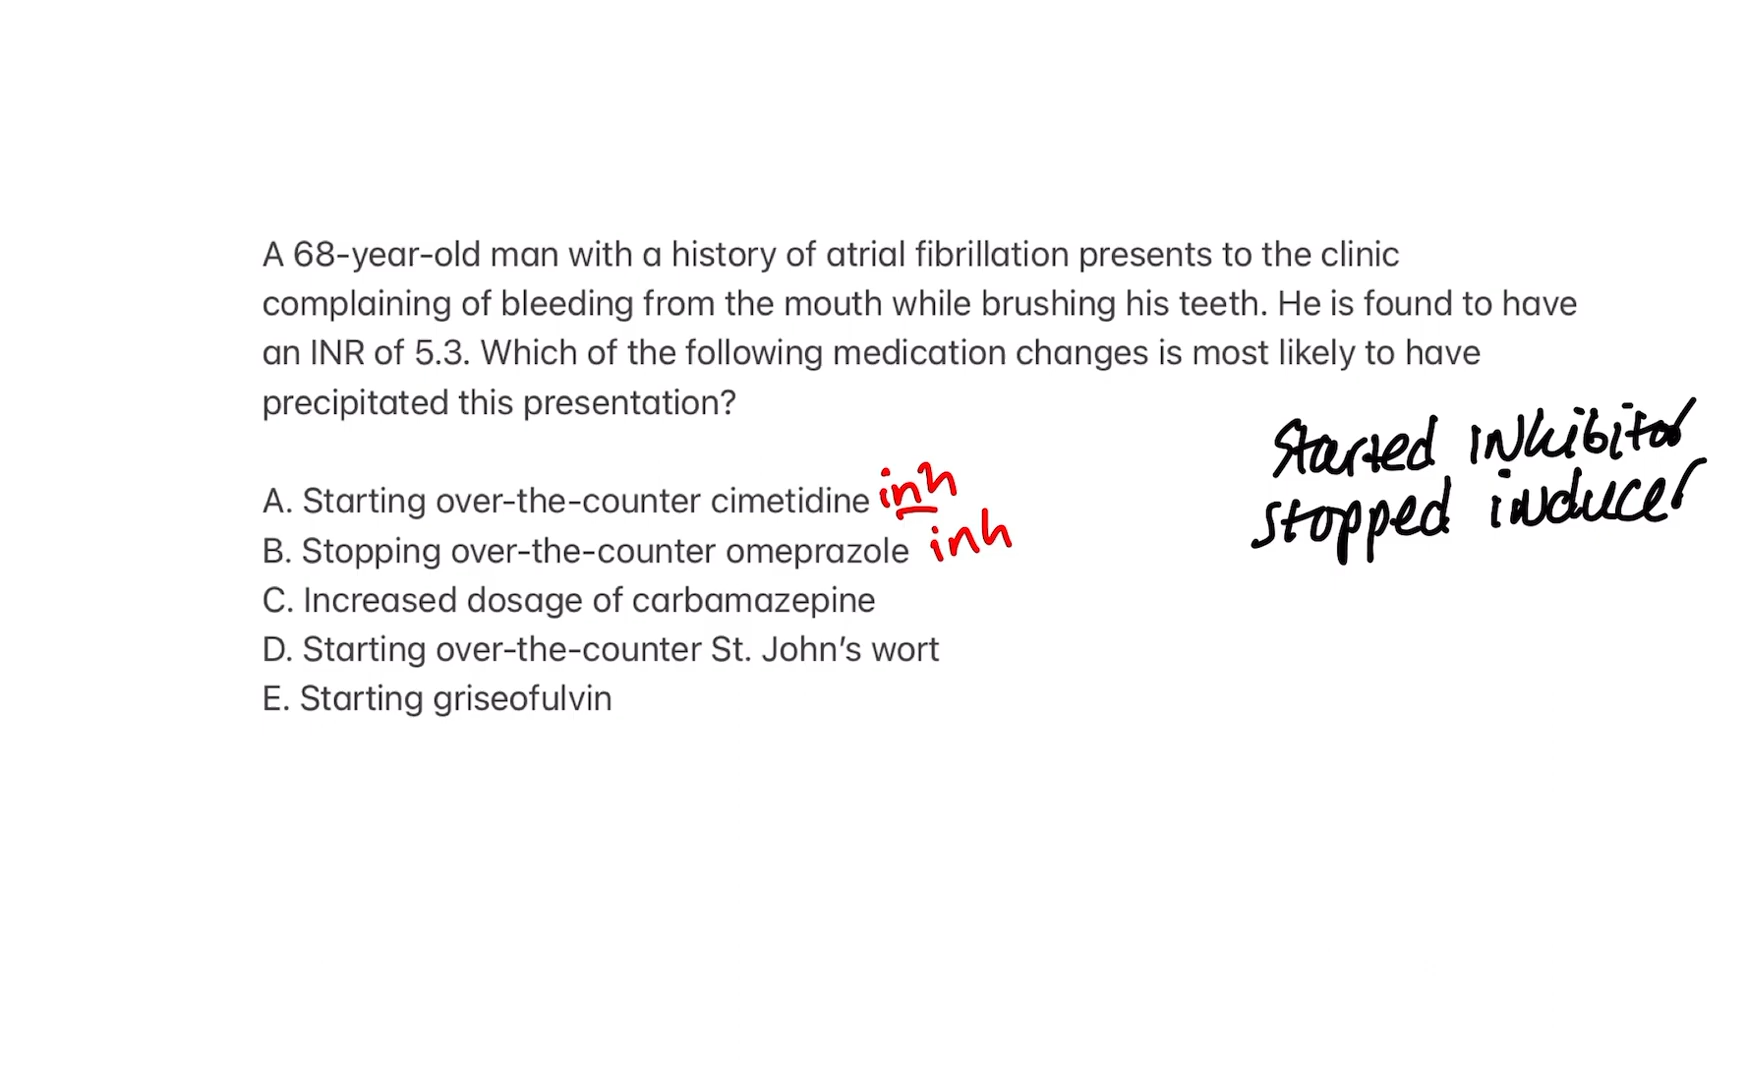 A 68-year-old man with a history of atrial fibrillation presents to the clinic
complaining of bleeding from the mouth while brushing his teeth. He is found to have
an INR of 5.3. Which of the following medication changes is most likely to have
precipitated this presentation?
Started inhibitor
stopped inducer
A. Starting over-the-counter cimetidine inh
B. Stopping over-the-counter omeprazole inh
C. Increased dosage of carbamazepine
D. Starting over-the-counter St. John's wort
E. Starting griseofulvin